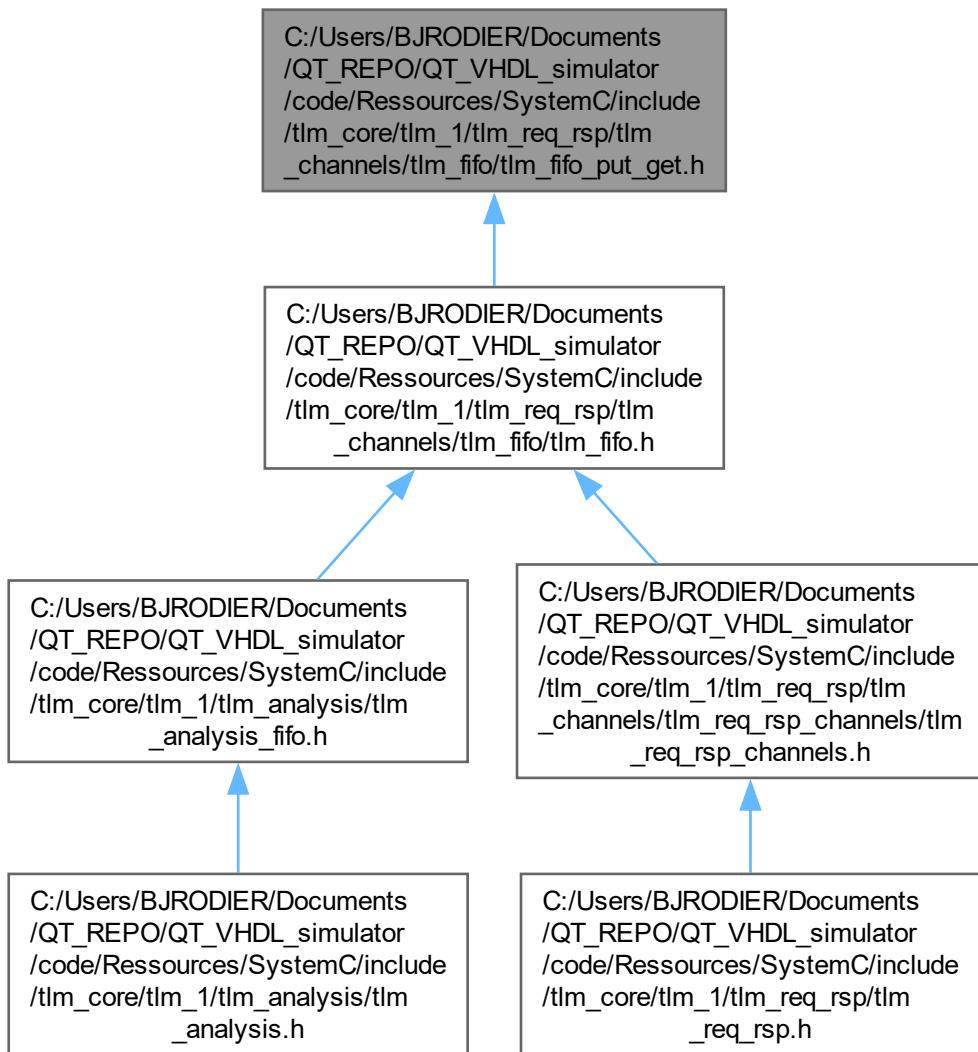 C:/Users/BJRODIER/Documents
/QT_REPO/QT_VHDL_simulator
/code/Ressources/SystemC/include
/tlm_core/tlm_1/tlm_req_rsp/tlm
_channels/tlm_fifo/tlm_fifo_put_get.h
C:/Users/BJRODIER/Documents
/QT_REPO/QT_VHDL_simulator
/code/Ressources/SystemC/include
/tlm_core/tlm_1/tlm_req_rsp/tlm
_channels/tlm_fifo/tlm_fifo.h
C:/Users/BJRODIER/Documents
/QT_REPO/QT_VHDL_simulator
/code/Ressources/SystemC/include
/tlm_core/tlm_1/tlm_analysis/tlm
_analysis_fifo.h
C:/Users/BJRODIER/Documents
/QT_REPO/QT_VHDL_simulator
/code/Ressources/SystemC/include
/tlm_core/tlm_1/tlm_req_rsp/tlm
_channels/tlm_req_rsp_channels/tlm
_req_rsp_channels.h
C:/Users/BJRODIER/Documents
/QT_REPO/QT_VHDL_simulator
/code/Ressources/SystemC/include
/tlm_core/tlm_1/tlm_analysis/tlm
_analysis.h
C:/Users/BJRODIER/Documents
/QT_REPO/QT_VHDL_simulator
/code/Ressources/SystemC/include
/tlm_core/tlm_1/tlm_req_rsp/tlm
_req_rsp.h